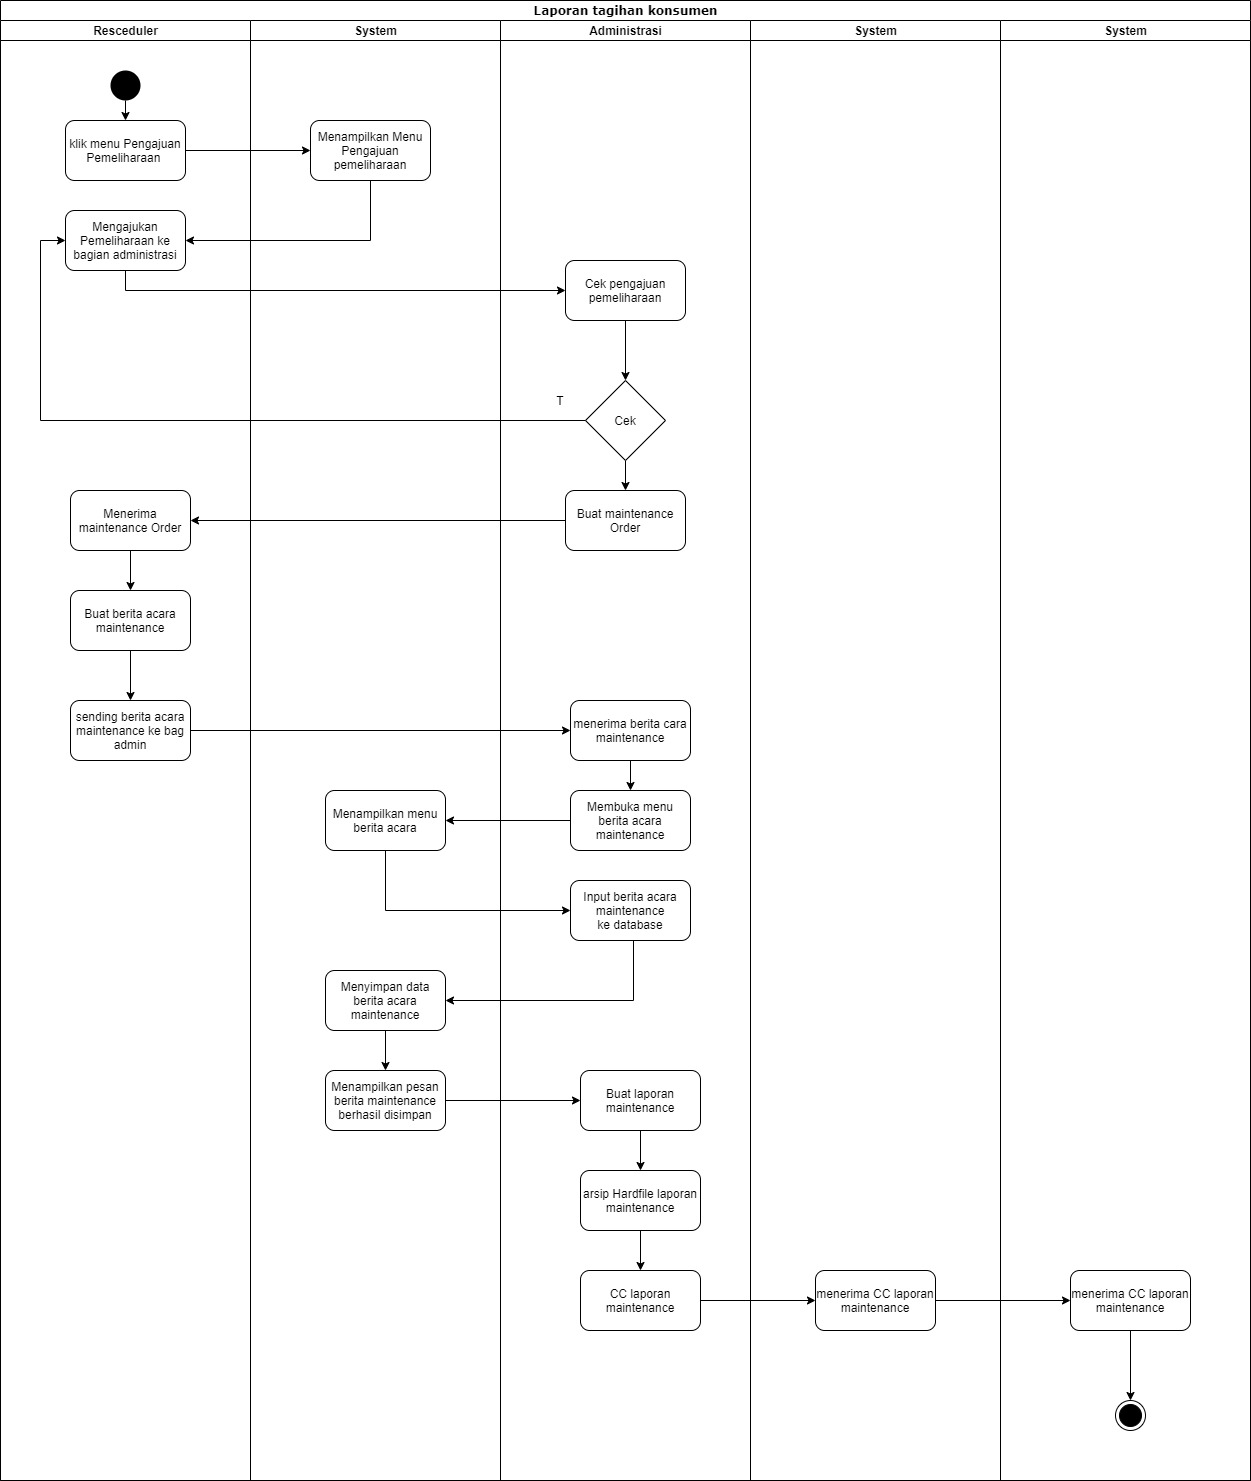 Laporan tagihan konsumen
Resceduler
System
Administrasi
System
System
klik menu Pengajuan
Pemeliharaan
Menampilkan Menu
Pengajuan
pemeliharaan
Mengajukan
Pemeliharaan ke
bagian administrasi
Cek pengajuan
pemeliharaan
T
Cek
Menerima
maintenance Order
Buat maintenance
Order
Buat berita acara
maintenance
sending berita acara
maintenance ke bag
admin
menerima berita cara
maintenance
Menampilkan menu
berita acara
Membuka menu
berita acara
maintenance
Input berita acara
maintenance
ke database
Menyimpan data
berita acara
maintenance
Menampilkan pesan
berita maintenance
berhasil disimpan
Buat laporan
maintenance
arsip Hardfile laporan
maintenance
CC laporan
maintenance
menerima CC laporan
maintenance
menerima CC laporan
maintenance